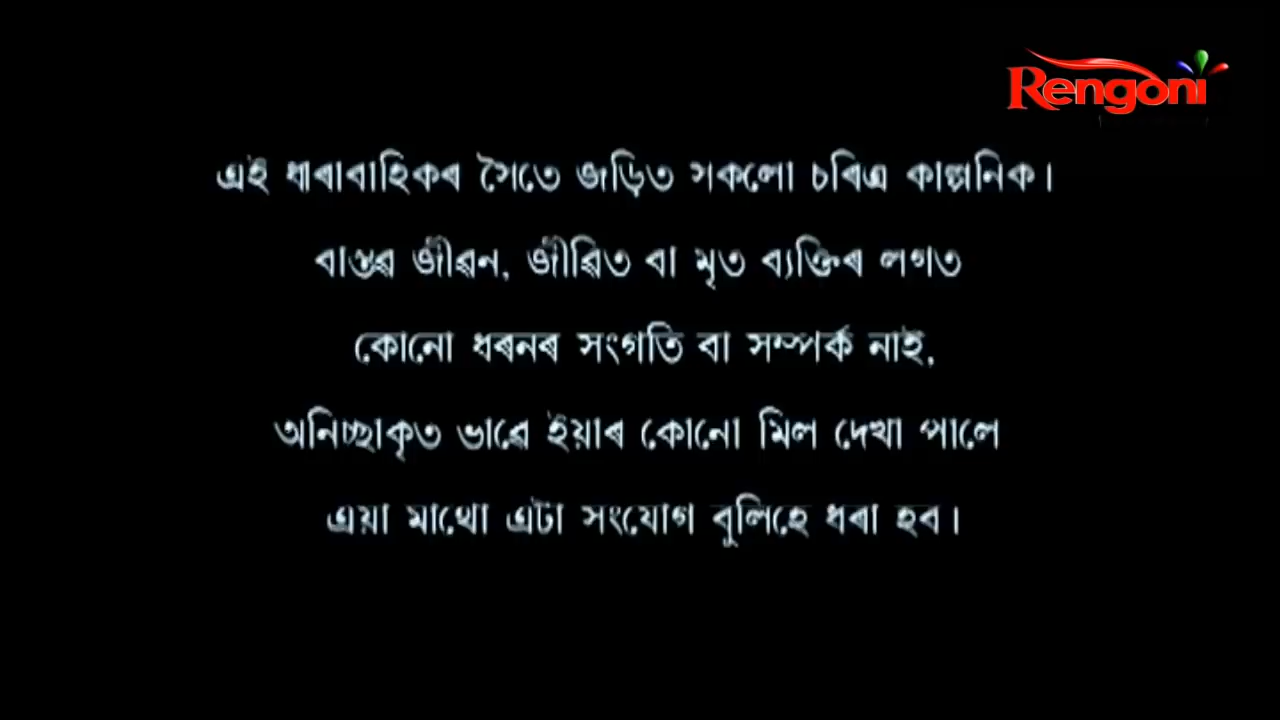 Rengoni
এই ধাৰাবাহিকৰ সৈতে জড়িত সকলো চৰিত্ৰ কাল্পনিক।
বাস্তৱ জীৱন, জীৱিত বা মৃত ব্যক্তিৰ লগত
কোনো ধৰনৰ সংগতি বা সম্পৰ্ক নাই,
অনিচ্ছাকৃত ভাৱে ইয়াৰ কোনো মিল দেখা পালে
এয়া মাথো এটা সংযোগ বুলিহে ধৰা হব।